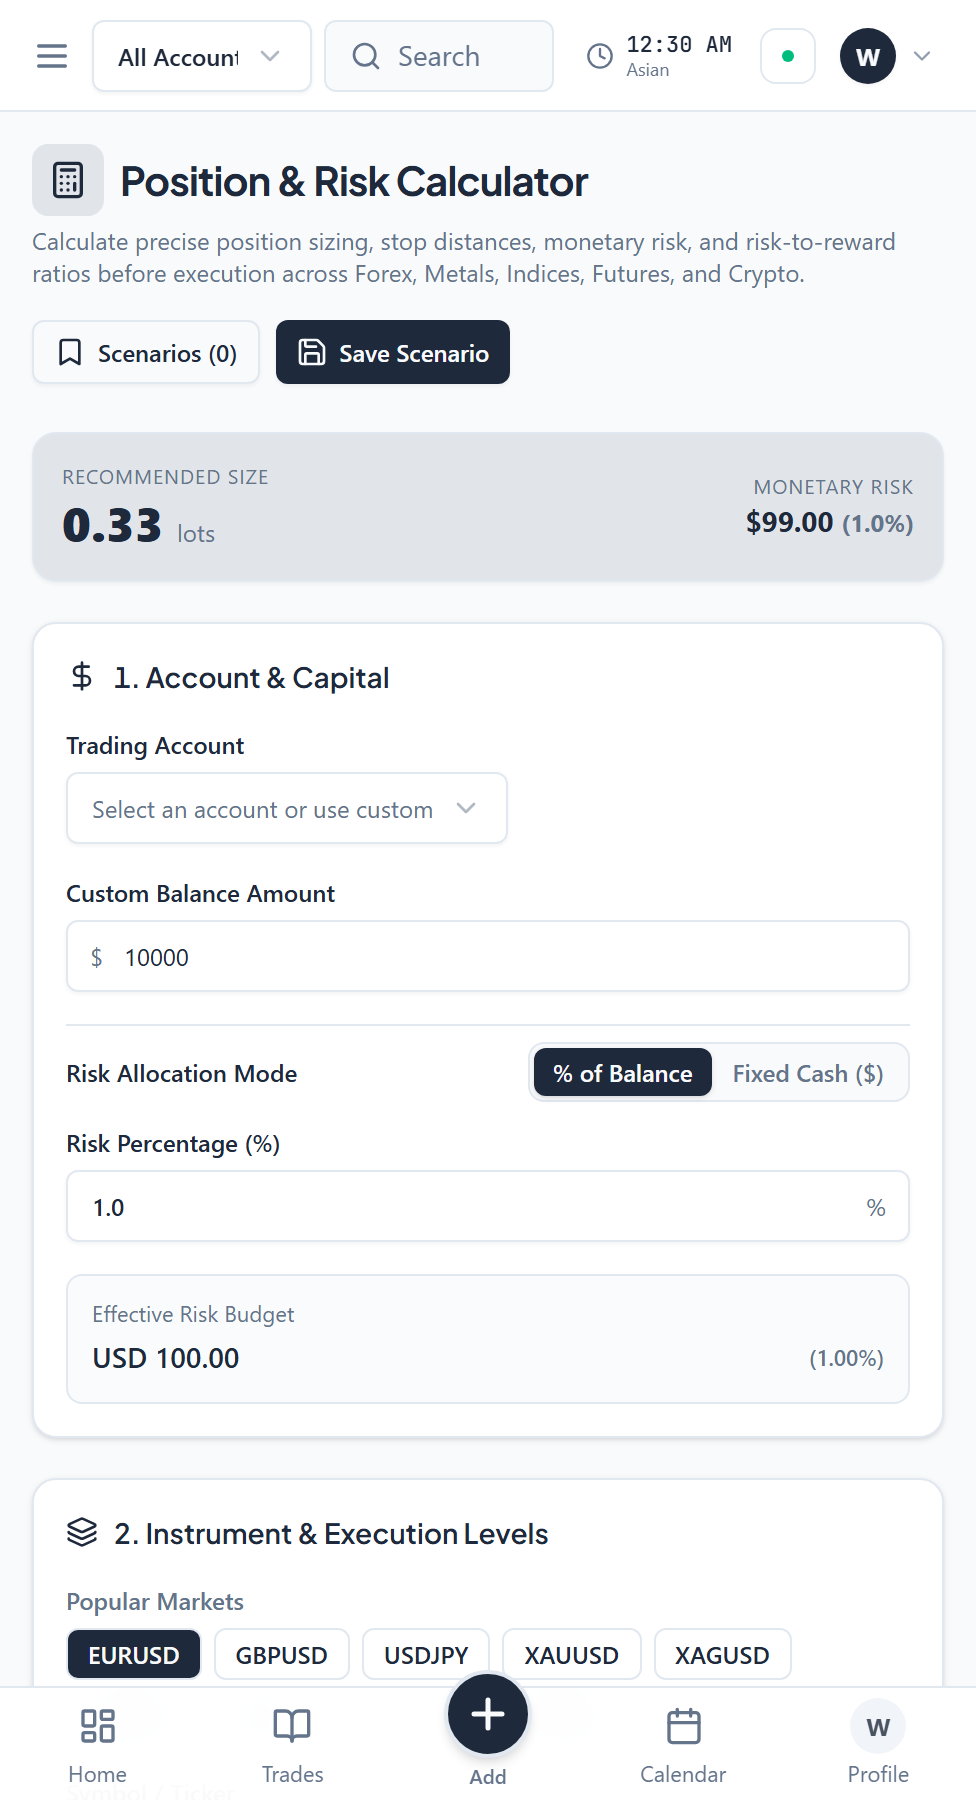 All Account
Search
12:30 AM
Asian
W
Position & Risk Calculator
Calculate precise position sizing, stop distances, monetary risk, and risk-to-reward
ratios before execution across Forex, Metals, Indices, Futures, and Crypto.
Scenarios (0)
Save Scenario
RECOMMENDED SIZE
0.33 lots
MONETARY RISK
$99.00 (1.0%)
1. Account & Capital
Trading Account
Select an account or use custom
Custom Balance Amount
$ 10000
Risk Allocation Mode
% of Balance
Fixed Cash ($)
Risk Percentage (%)
1.0 %
Effective Risk Budget
USD 100.00 (1.00%)
2. Instrument & Execution Levels
Popular Markets
EURUSD GBPUSD USDJPY XAUUSD XAGUSD
Symbol / Ticker
Home
Trades
Add
Calendar
W
Profile